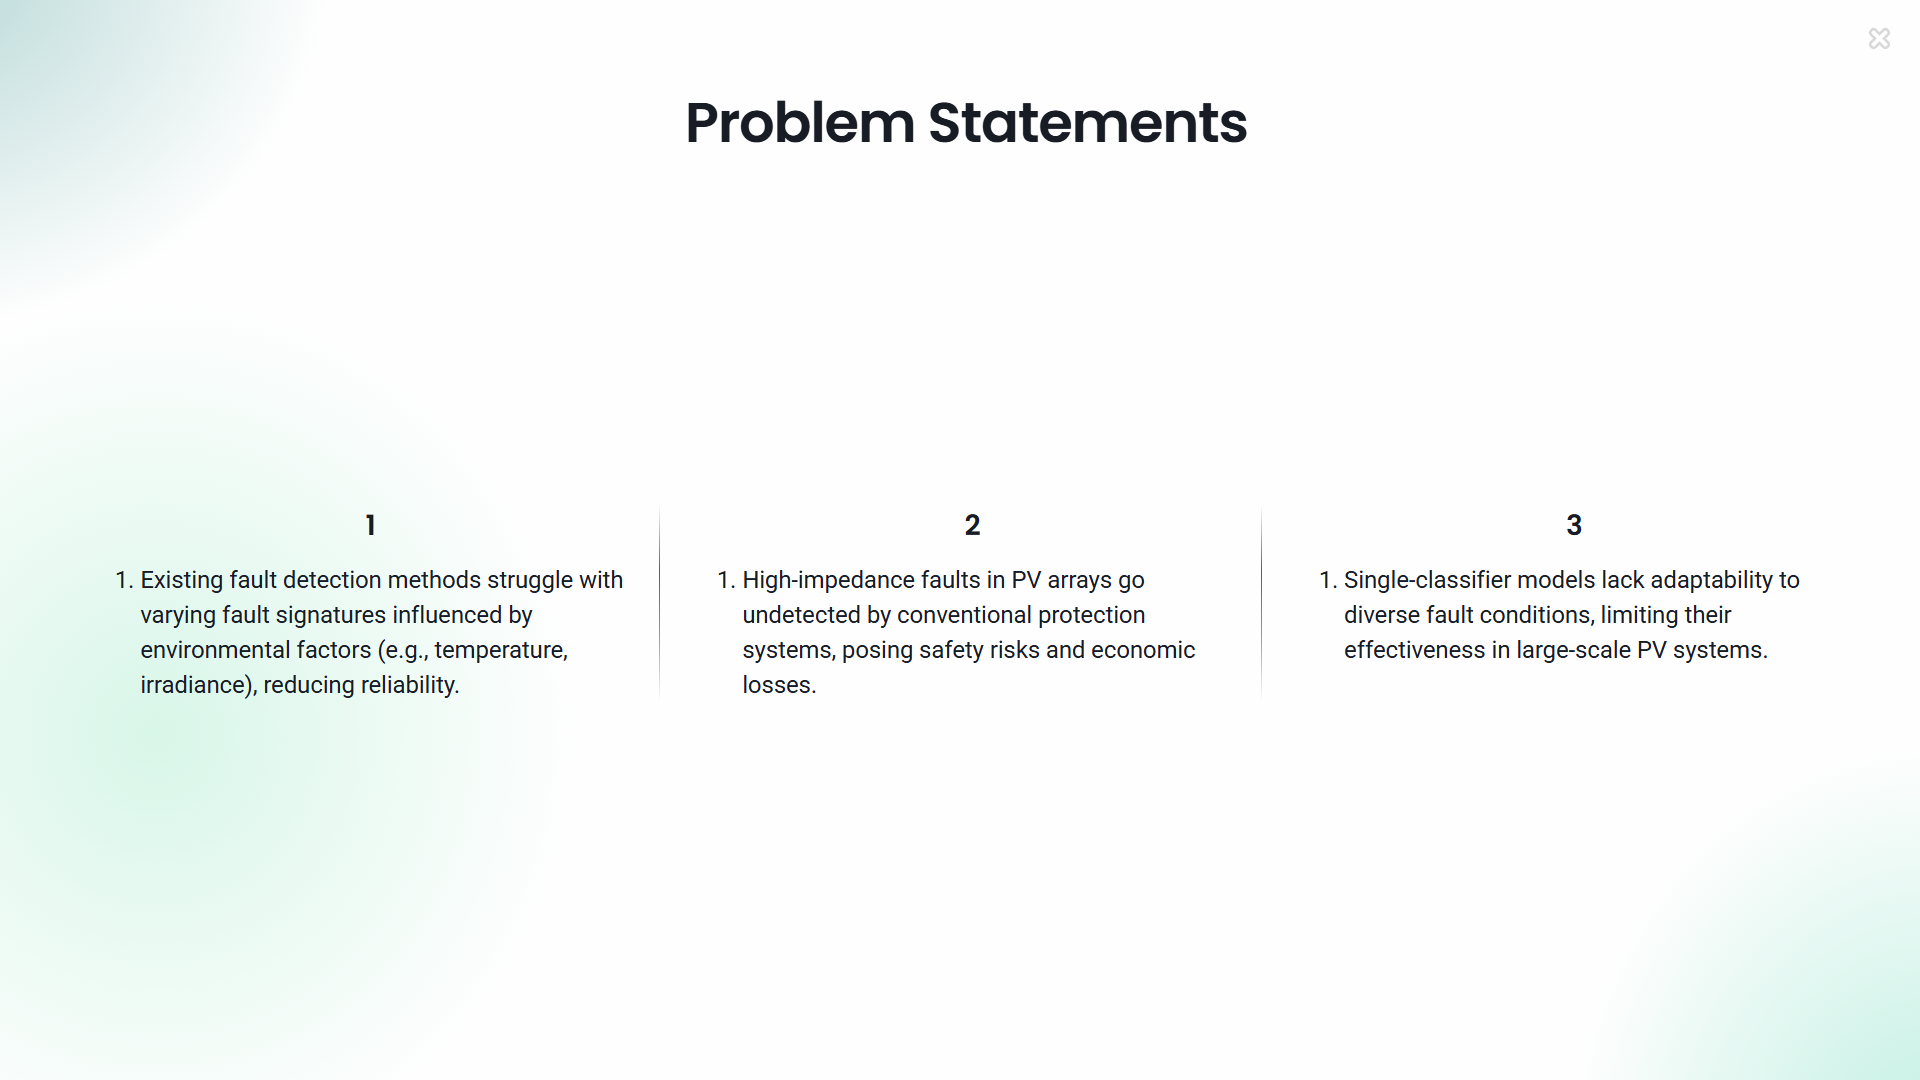 Problem Statements
1
1. Existing fault detection methods struggle with
varying fault signatures influenced by
environmental factors (e.g., temperature,
irradiance), reducing reliability.
2
1. High-impedance faults in PV arrays go
undetected by conventional protection
systems, posing safety risks and economic
losses.
3
1. Single-classifier models lack adaptability to
diverse fault conditions, limiting their
effectiveness in large-scale PV systems.